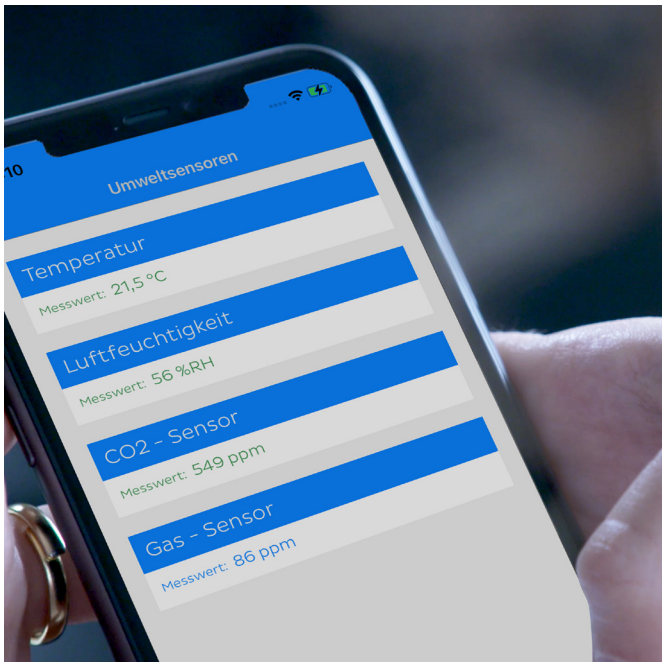 10
Umweltsensoren
Temperatur
Messwert: 21,5 °C
Luftfeuchtigkeit
Messwert: 56 %RH
CO2 - Sensor
Messwert: 549 ppm
Gas - Sensor
Messwert: 86 ppm